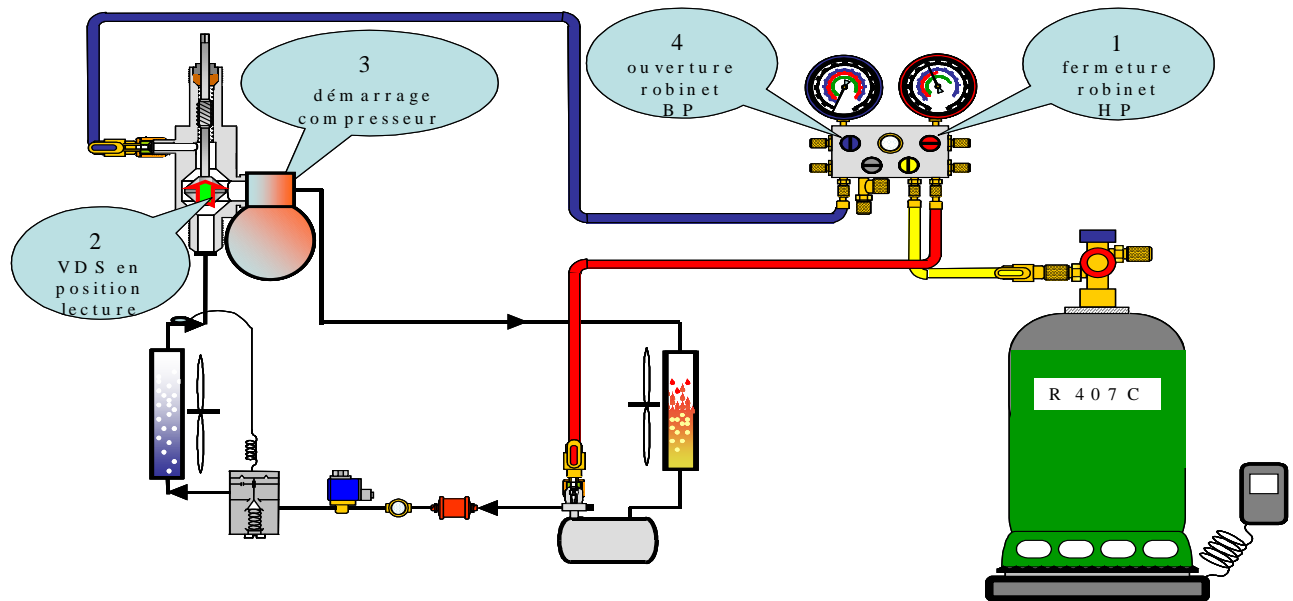 4
ouverture
robinet
BP
1
fermeture
robinet
HP
3
démarrage
compresseur
2
VDS en
position
lecture
R 407C